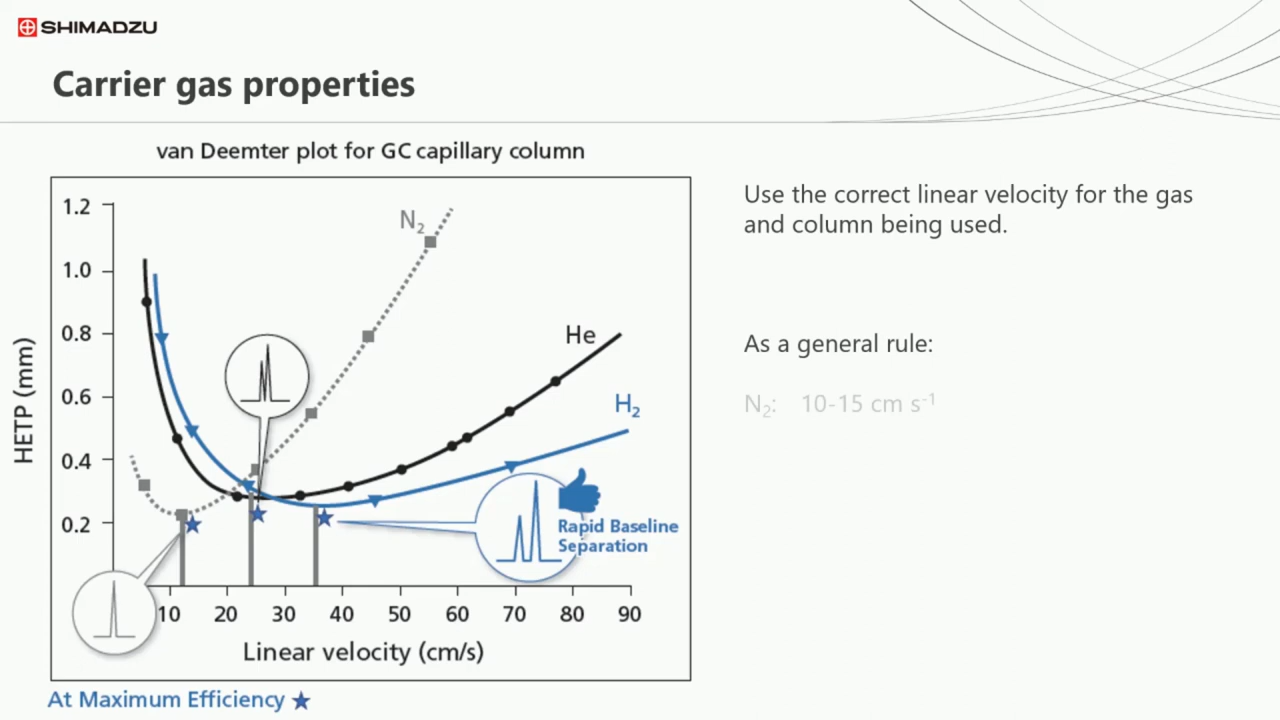 SHIMADZU
Carrier gas properties
van Deemter plot for GC capillary column
Use the correct linear velocity for the gas
and column being used.
As a general rule:
N₂: 10-15 cm s⁻¹
HETP (mm)
1.2
1.0
0.8
0.6
0.4
0.2
N₂
He
H₂
Rapid Baseline
Separation
10 20 30 40 50 60 70 80 90
Linear velocity (cm/s)
At Maximum Efficiency